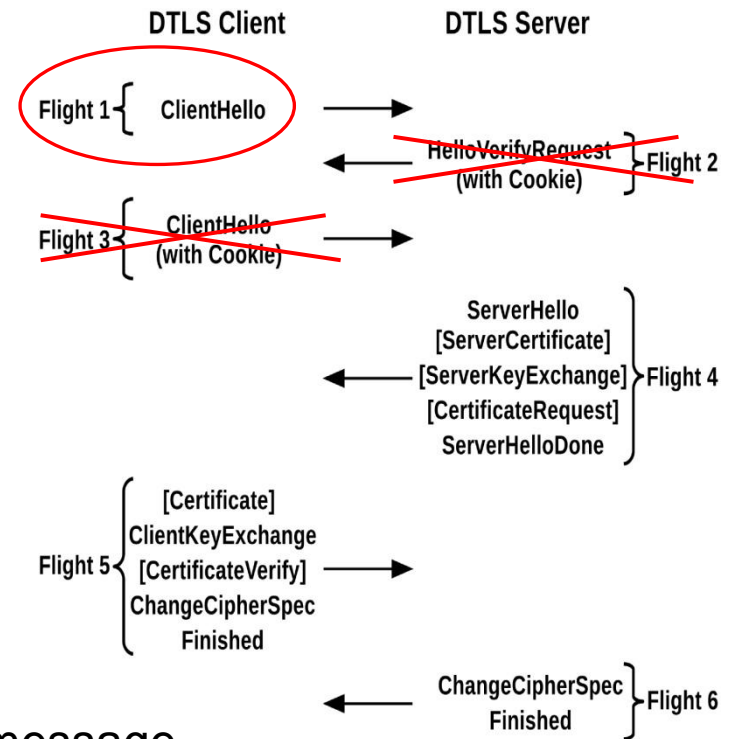 DTLS Client DTLS Server
Flight 1 ClientHello
HelloVerifyRequest
(with Cookie) Flight 2
Flight 3 ClientHello
(with Cookie)
ServerHello
[ServerCertificate]
[ServerKeyExchange] Flight 4
[CertificateRequest]
ServerHelloDone
[Certificate]
ClientKeyExchange
Flight 5 [CertificateVerify]
ChangeCipherSpec
Finished
ChangeCipherSpec
Finished Flight 6
message